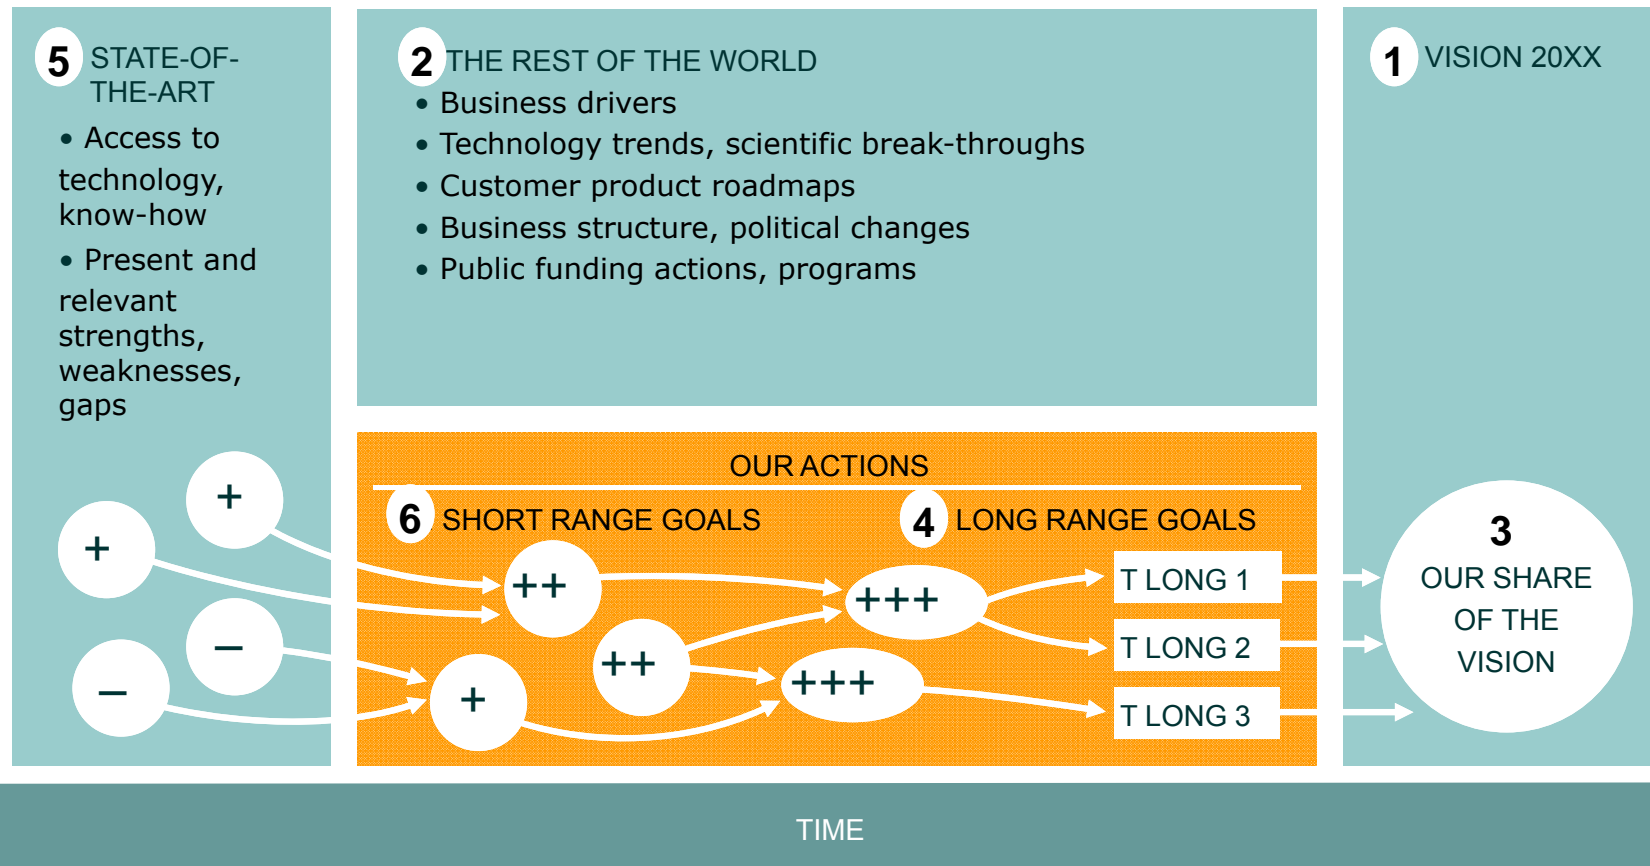 5 STATE-OF-
THE-ART
• Access to
technology,
know-how
• Present and
relevant
strengths,
weaknesses,
gaps
2 THE REST OF THE WORLD
• Business drivers
• Technology trends, scientific break-throughs
• Customer product roadmaps
• Business structure, political changes
• Public funding actions, programs
1 VISION 20XX
OUR ACTIONS
6 SHORT RANGE GOALS
4 LONG RANGE GOALS
+
+
–
–
++
++
+
+++
+++
T LONG 1
T LONG 2
T LONG 3
3
OUR SHARE
OF THE
VISION
TIME